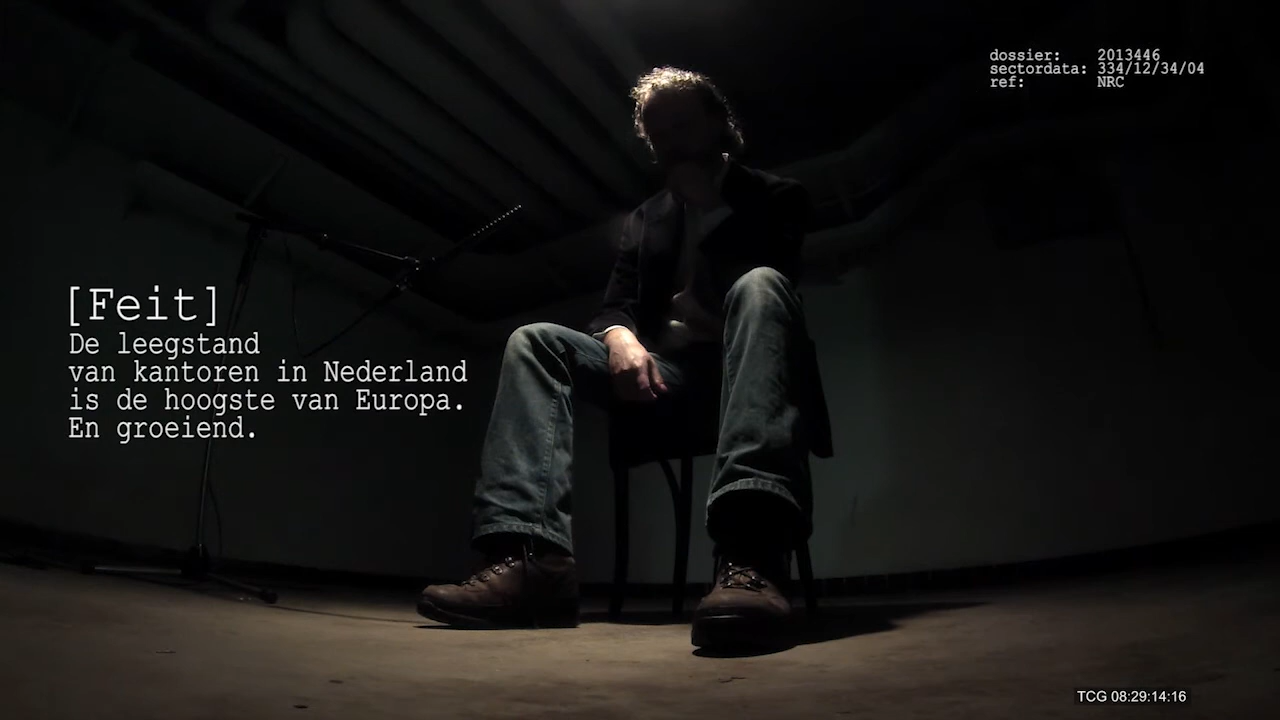 dossier: 2013446
sectordata: 334/12/34/04
ref: NRC
[Feit]
De leegstand
van kantoren in Nederland
is de hoogste van Europa.
En groeiend.
TCG 08:29:14:16